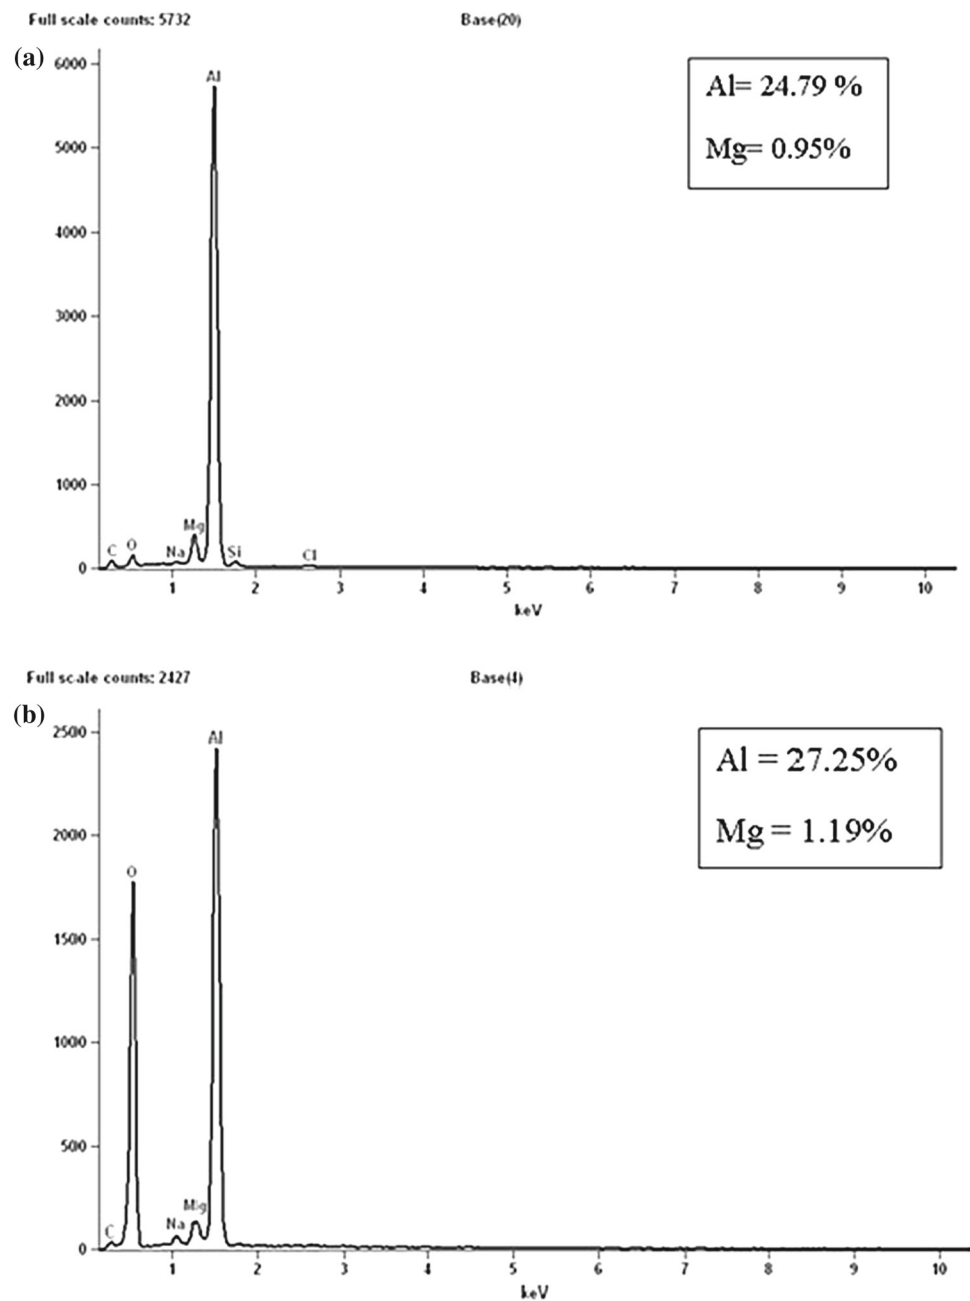 Full scale counts: 5732 Base(20)
(a)
6000
5000
4000
3000
2000
1000
0
Al
C O Na Mg Si Cl
Al= 24.79 %
Mg= 0.95%
1 2 3 4 5 6 7 8 9 10
keV
Full scale counts: 2427 Base(4)
(b)
2500
2000
1500
1000
500
0
Al
O
C Na Mg
Al = 27.25%
Mg = 1.19%
1 2 3 4 5 6 7 8 9 10
keV